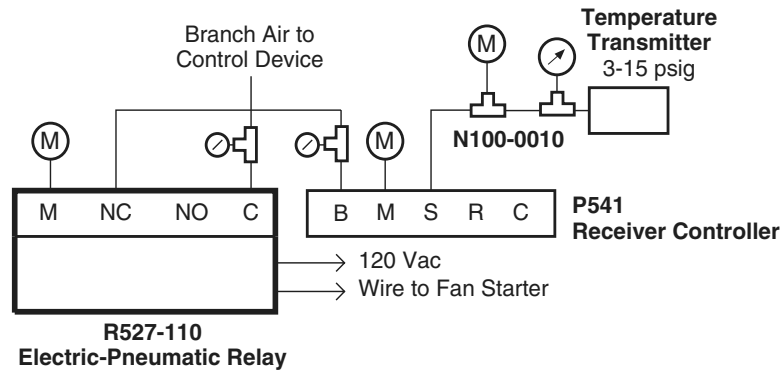 Branch Air to
Control Device
Temperature
Transmitter
3-15 psig
M
M
M
N100-0010
M NC NO C
B M S R C
P541
Receiver Controller
120 Vac
Wire to Fan Starter
R527-110
Electric-Pneumatic Relay